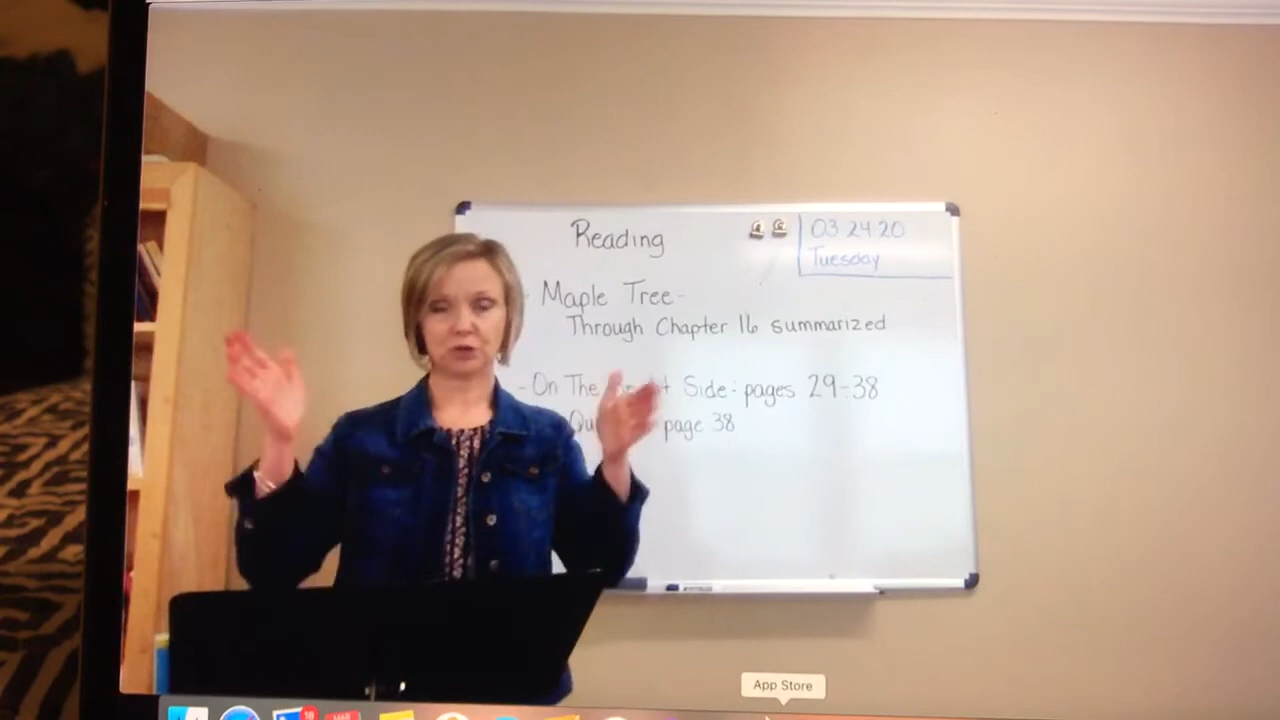 Reading
03 24 20
Tuesday
- Maple Tree -
Through Chapter 16 summarized
- On The Side: pages 29-38
page 38
App Store